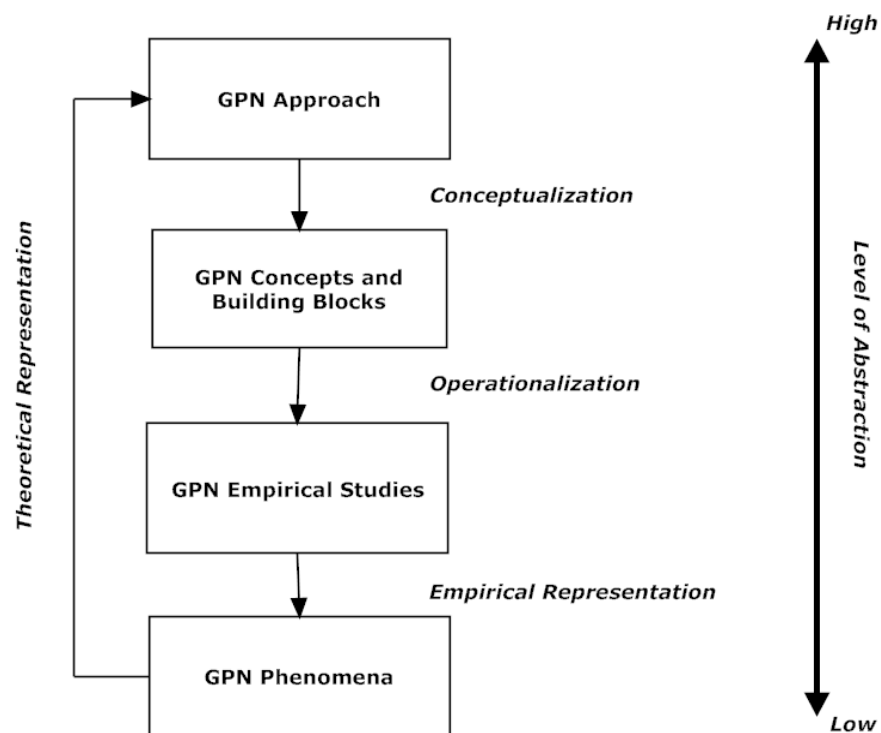 High
GPN Approach
Conceptualization
GPN Concepts and
Building Blocks
Theoretical Representation
Level of Abstraction
Operationalization
GPN Empirical Studies
Empirical Representation
GPN Phenomena
Low